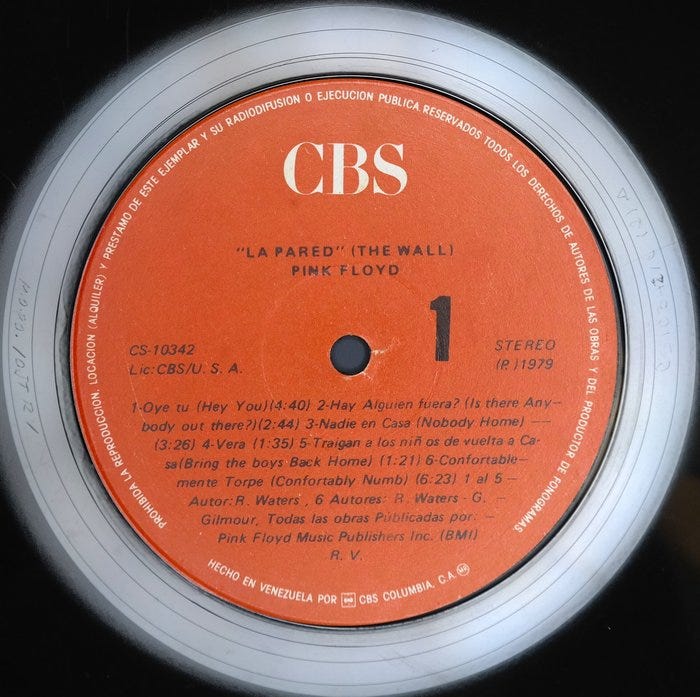 PROHIBIDA LA REPRODUCCION, LOCACION (ALQUILER) Y PRESTAMO DE ESTE EJEMPLAR Y SU RADIODIFUSION O EJECUCION PUBLICA. RESERVADOS TODOS LOS DERECHOS DE AUTORES DE LAS OBRAS Y DEL PRODUCTOR DE FONOGRAMAS
CBS
"LA PARED" (THE WALL)
PINK FLOYD
1
CS-10342
Lic: CBS/U. S. A.
STEREO
(P.) 1979
1-Oye tu (Hey You)(4:40) 2-Hay Alguien fuera? (Is there Any-
body out there?)(2:44) 3-Nadie en Casa (Nobody Home) --
(3:26) 4-Vera (1:35) 5-Traigan a los niñ os de vuelta a Ca-
sa(Bring the boys Back Home) (1:21) 6-Confortable-
mente Torpe (Confortably Numb) (6:23) 1 al 5 -
Autor: R. Waters , 6 Autores: R. Waters - G. -
Gilmour, Todas las obras Públicadas por: -
Pink Floyd Music Publishers Inc. (BMI)
R. V.
HECHO EN VENEZUELA POR CBS CBS COLUMBIA, C.A. MR